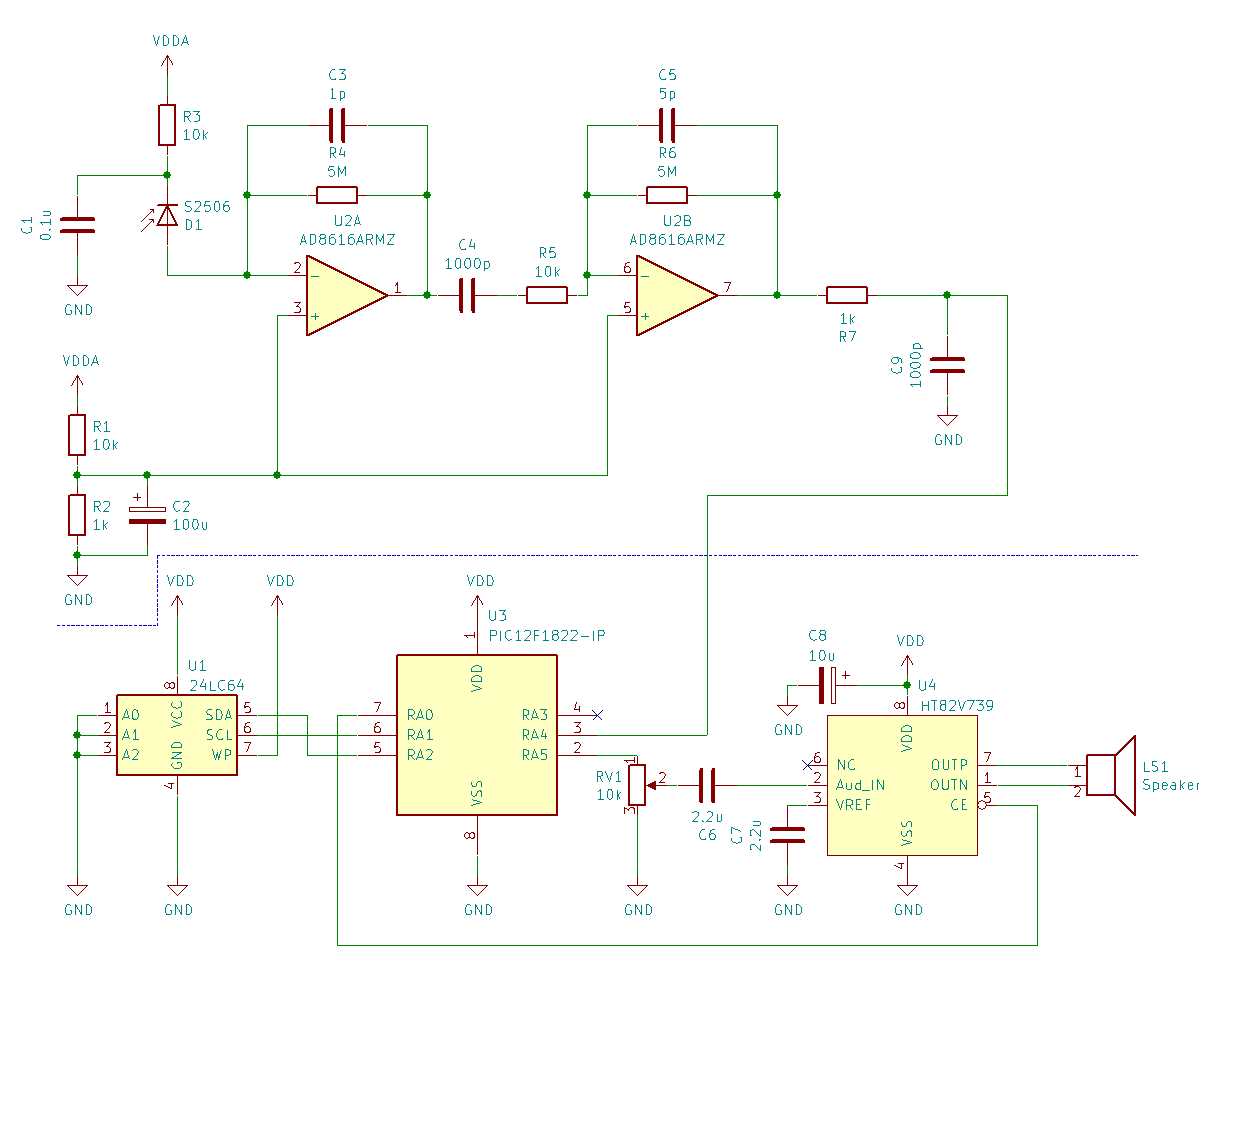 VDDA
R3
10k
C1
0.1u
S2506
D1
GND
C3
1p
R4
5M
U2A
AD8616ARMZ
2
3
1
−
+
C4
1000p
R5
10k
C5
5p
R6
5M
U2B
AD8616ARMZ
6
5
7
−
+
1k
R7
C9
1000p
GND
VDDA
R1
10k
R2
1k
+
C2
100u
GND
VDD
VDD
U1
24LC64
8
VCC
1 A0
2 A1
3 A2
SDA 5
SCL 6
WP 7
GND
4
GND
GND
VDD
U3
PIC12F1822-IP
1
VDD
7 RA0
6 RA1
5 RA2
RA3 4
RA4 3
RA5 2
VSS
8
GND
RV1
10k
1
2
3
GND
2.2u
C6
C7
2.2u
GND
C8
10u
+
GND
VDD
U4
HT82V739
8
VDD
6 NC
2 Aud_IN
3 VREF
OUTP 7
OUTN 1
CE 5
VSS
4
GND
1
2
LS1
Speaker